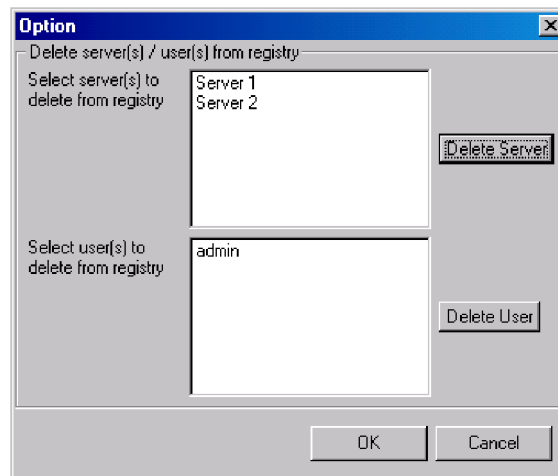 Option
Delete server(s) / user(s) from registry
Select server(s) to
delete from registry
Server 1
Server 2
Delete Server
Select user(s) to
delete from registry
admin
Delete User
OK
Cancel